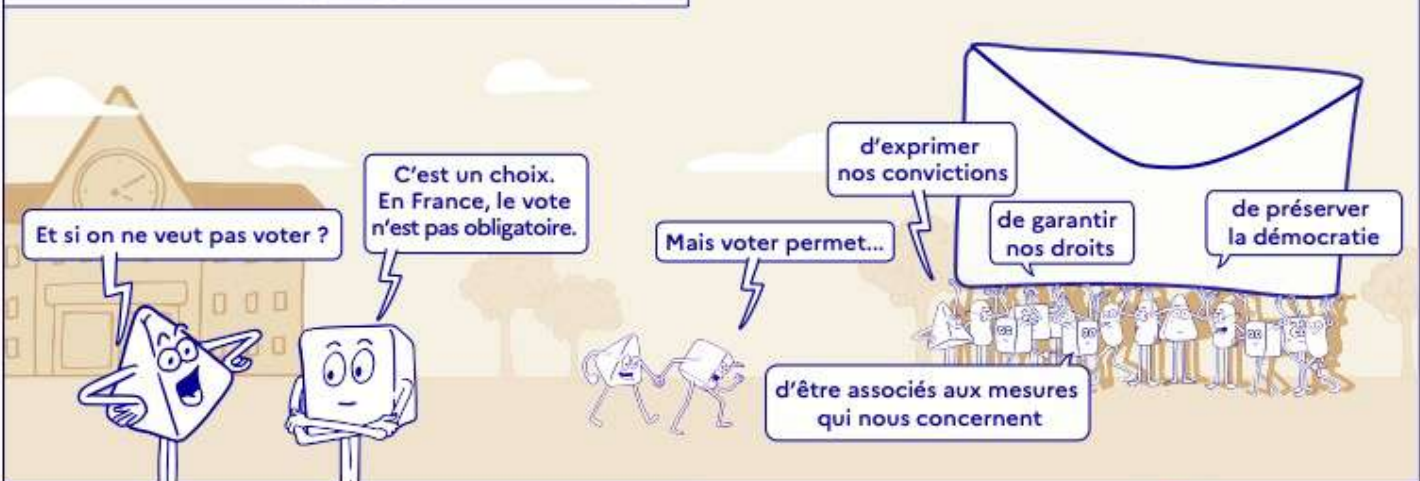 Et si on ne veut pas voter ?
C'est un choix.
En France, le vote
n'est pas obligatoire.
Mais voter permet...
d'exprimer
nos convictions
de garantir
nos droits
de préserver
la démocratie
d'être associés aux mesures
qui nous concernent